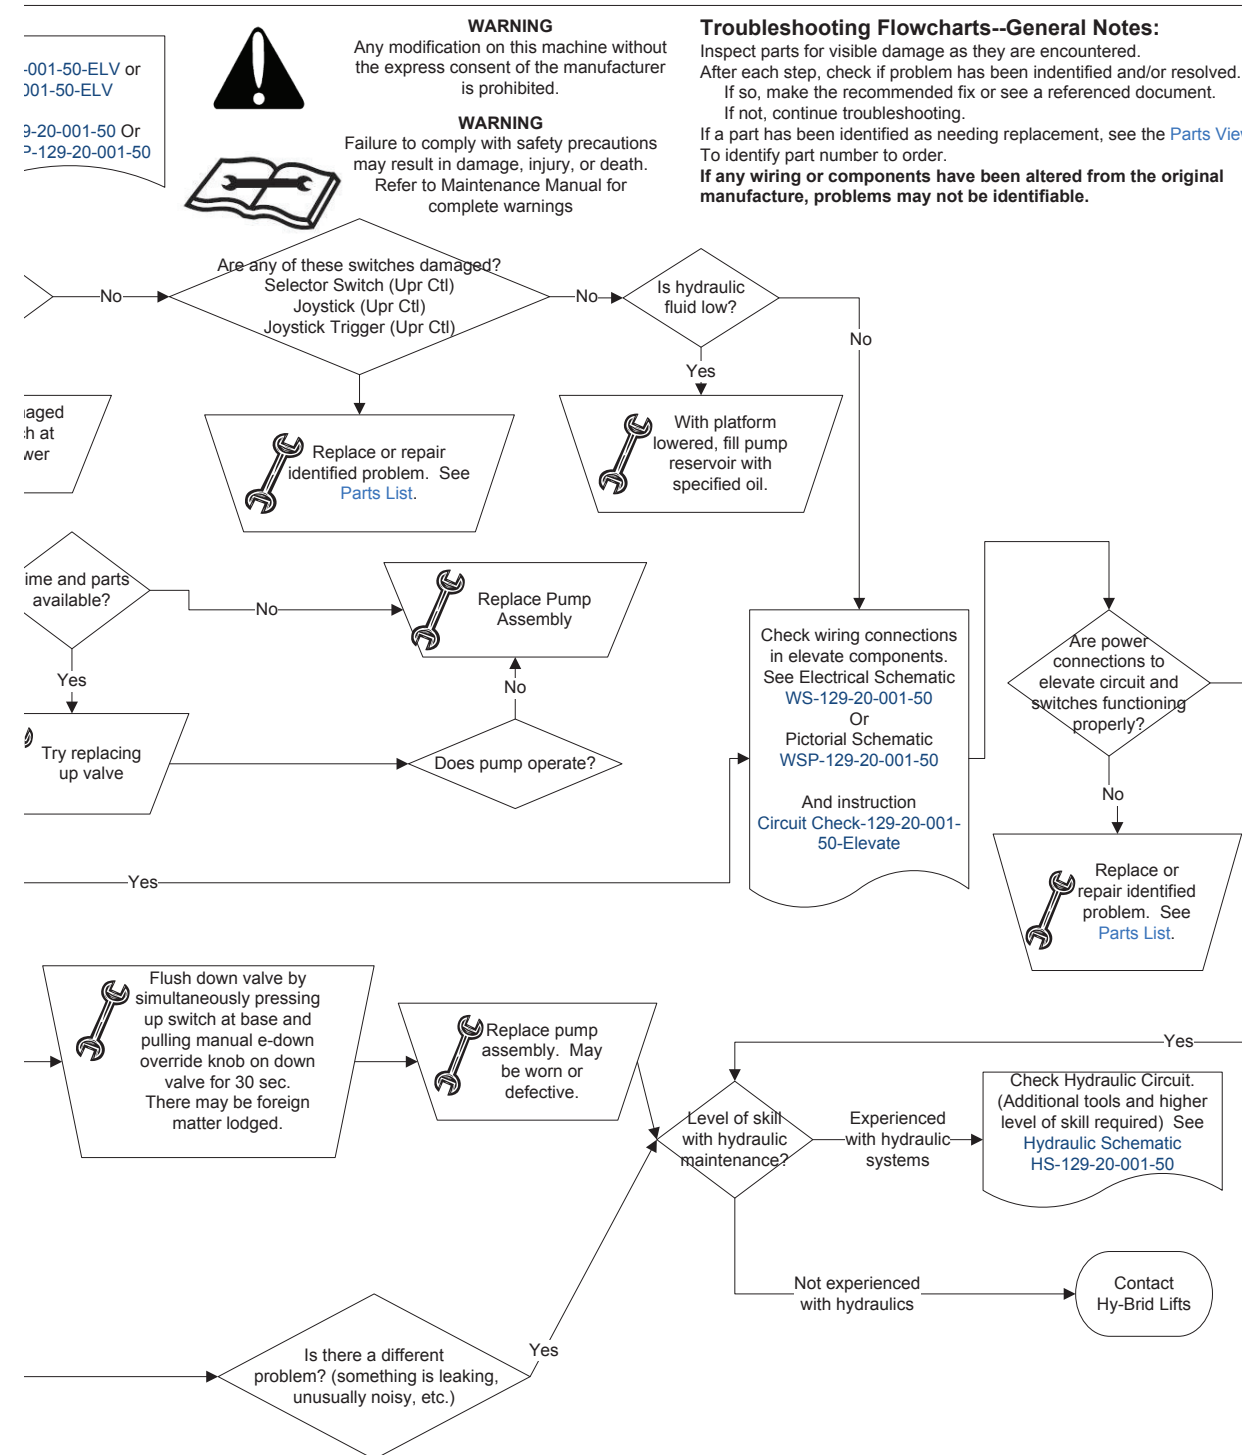 -001-50-ELV or
001-50-ELV
9-20-001-50 Or
P-129-20-001-50
WARNING
Any modification on this machine without
the express consent of the manufacturer
is prohibited.
WARNING
Failure to comply with safety precautions
may result in damage, injury, or death.
Refer to Maintenance Manual for
complete warnings
Troubleshooting Flowcharts--General Notes:
Inspect parts for visible damage as they are encountered.
After each step, check if problem has been indentified and/or resolved.
If so, make the recommended fix or see a referenced document.
If not, continue troubleshooting.
If a part has been identified as needing replacement, see the Parts View
To identify part number to order.
If any wiring or components have been altered from the original
manufacture, problems may not be identifiable.
No
Are any of these switches damaged?
Selector Switch (Upr Ctl)
Joystick (Upr Ctl)
Joystick Trigger (Upr Ctl)
No
Is hydraulic
fluid low?
No
Yes
aged
ch at
wer
Replace or repair
identified problem. See
Parts List.
With platform
lowered, fill pump
reservoir with
specified oil.
ime and parts
available?
No
Replace Pump
Assembly
Yes
No
Try replacing
up valve
Does pump operate?
Check wiring connections
in elevate components.
See Electrical Schematic
WS-129-20-001-50
Or
Pictorial Schematic
WSP-129-20-001-50
And instruction
Circuit Check-129-20-001-
50-Elevate
Are power
connections to
elevate circuit and
switches functioning
properly?
No
Yes
Replace or
repair identified
problem. See
Parts List.
Flush down valve by
simultaneously pressing
up switch at base and
pulling manual e-down
override knob on down
valve for 30 sec.
There may be foreign
matter lodged.
Replace pump
assembly. May
be worn or
defective.
Yes
Level of skill
with hydraulic
maintenance?
Experienced
with hydraulic
systems
Check Hydraulic Circuit.
(Additional tools and higher
level of skill required) See
Hydraulic Schematic
HS-129-20-001-50
Not experienced
with hydraulics
Contact
Hy-Brid Lifts
Is there a different
problem? (something is leaking,
unusually noisy, etc.)
Yes